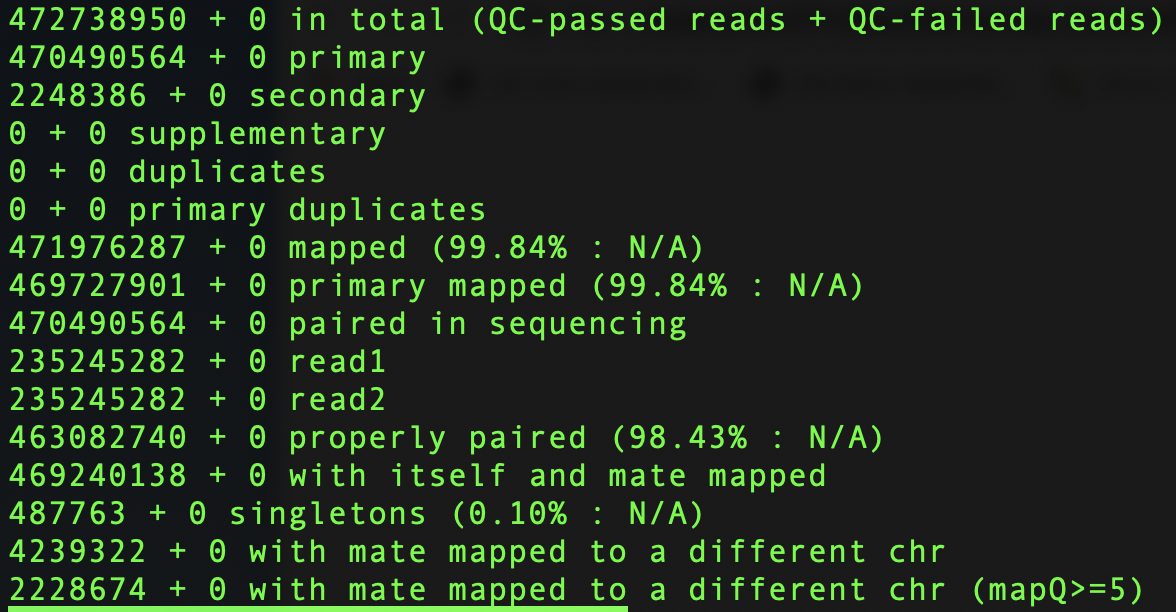 472738950 + 0 in total (QC-passed reads + QC-failed reads)
470490564 + 0 primary
2248386 + 0 secondary
0 + 0 supplementary
0 + 0 duplicates
0 + 0 primary duplicates
471976287 + 0 mapped (99.84% : N/A)
469727901 + 0 primary mapped (99.84% : N/A)
470490564 + 0 paired in sequencing
235245282 + 0 read1
235245282 + 0 read2
463082740 + 0 properly paired (98.43% : N/A)
469240138 + 0 with itself and mate mapped
487763 + 0 singletons (0.10% : N/A)
4239322 + 0 with mate mapped to a different chr
2228674 + 0 with mate mapped to a different chr (mapQ>=5)